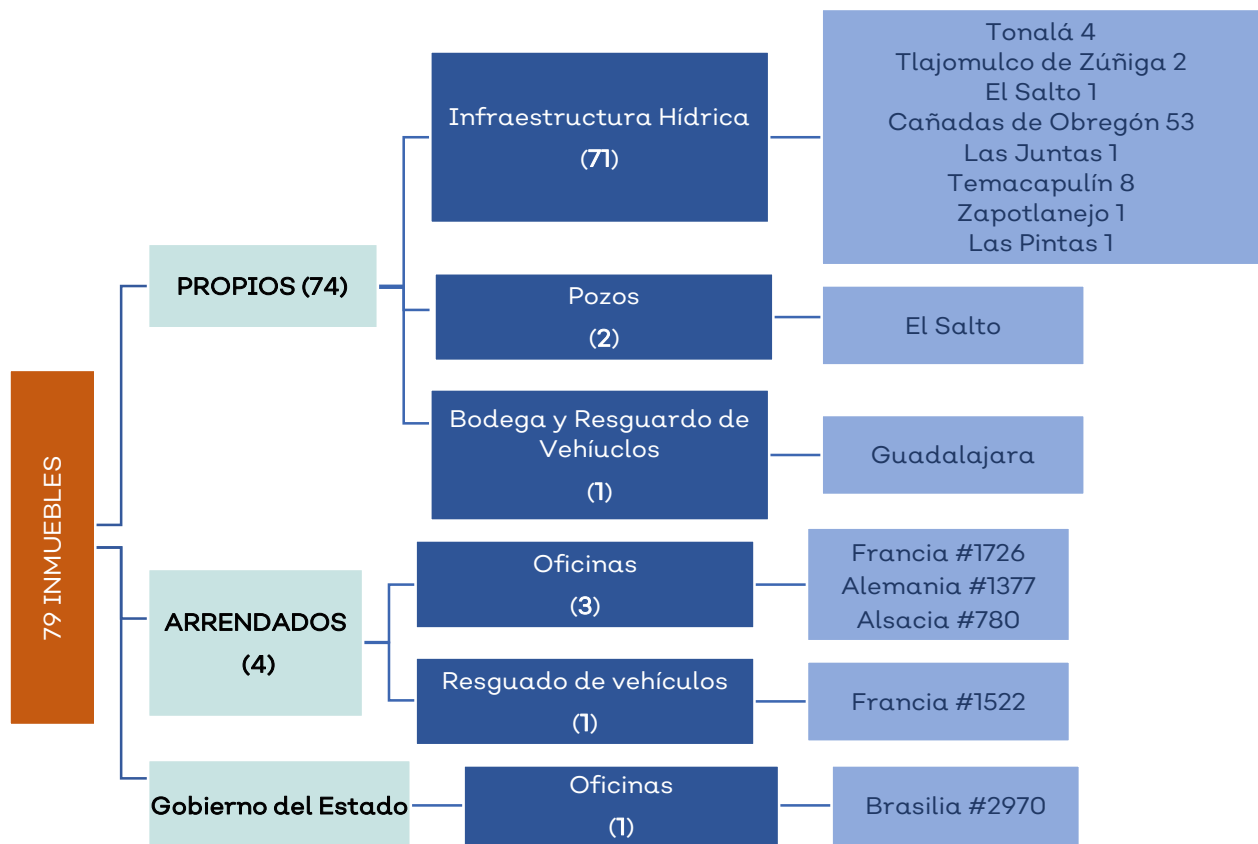 79 INMUEBLES
PROPIOS (74)
Infraestructura Hídrica
(71)
Tonalá 4
Tlajomulco de Zúñiga 2
El Salto 1
Cañadas de Obregón 53
Las Juntas 1
Temacapulín 8
Zapotlanejo 1
Las Pintas 1
Pozos
(2)
El Salto
Bodega y Resguardo de
Vehíuclos
(1)
Guadalajara
ARRENDADOS
(4)
Oficinas
(3)
Francia #1726
Alemania #1377
Alsacia #780
Resguado de vehículos
(1)
Francia #1522
Gobierno del Estado
Oficinas
(1)
Brasilia #2970